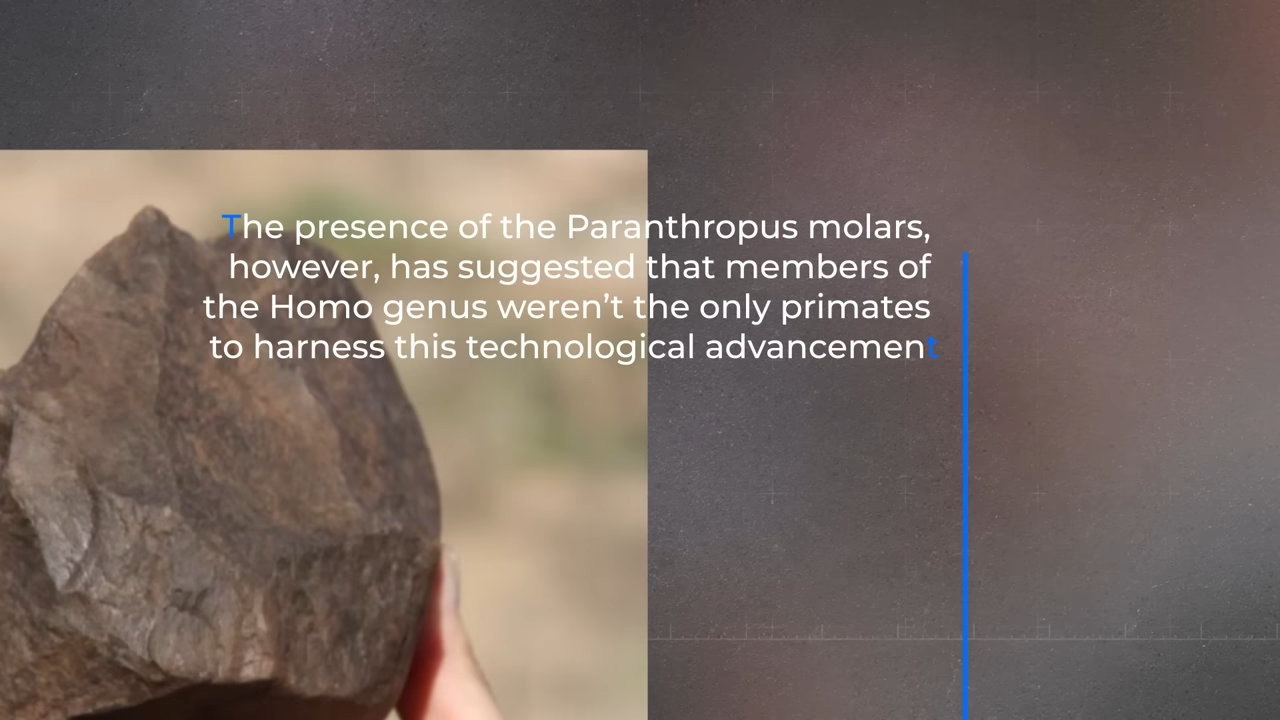 The presence of the Paranthropus molars,
however, has suggested that members of
the Homo genus weren’t the only primates
to harness this technological advancement